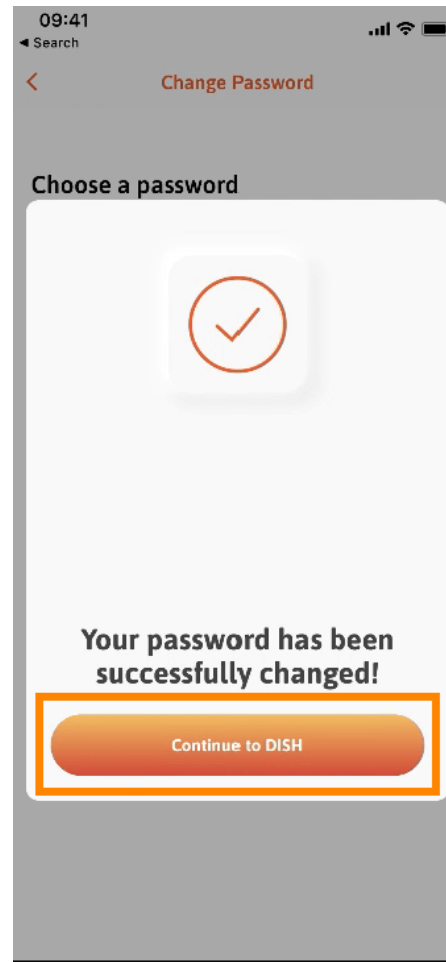 09:41
Search
Change Password
Choose a password
Your password has been
successfully changed!
Continue to DISH